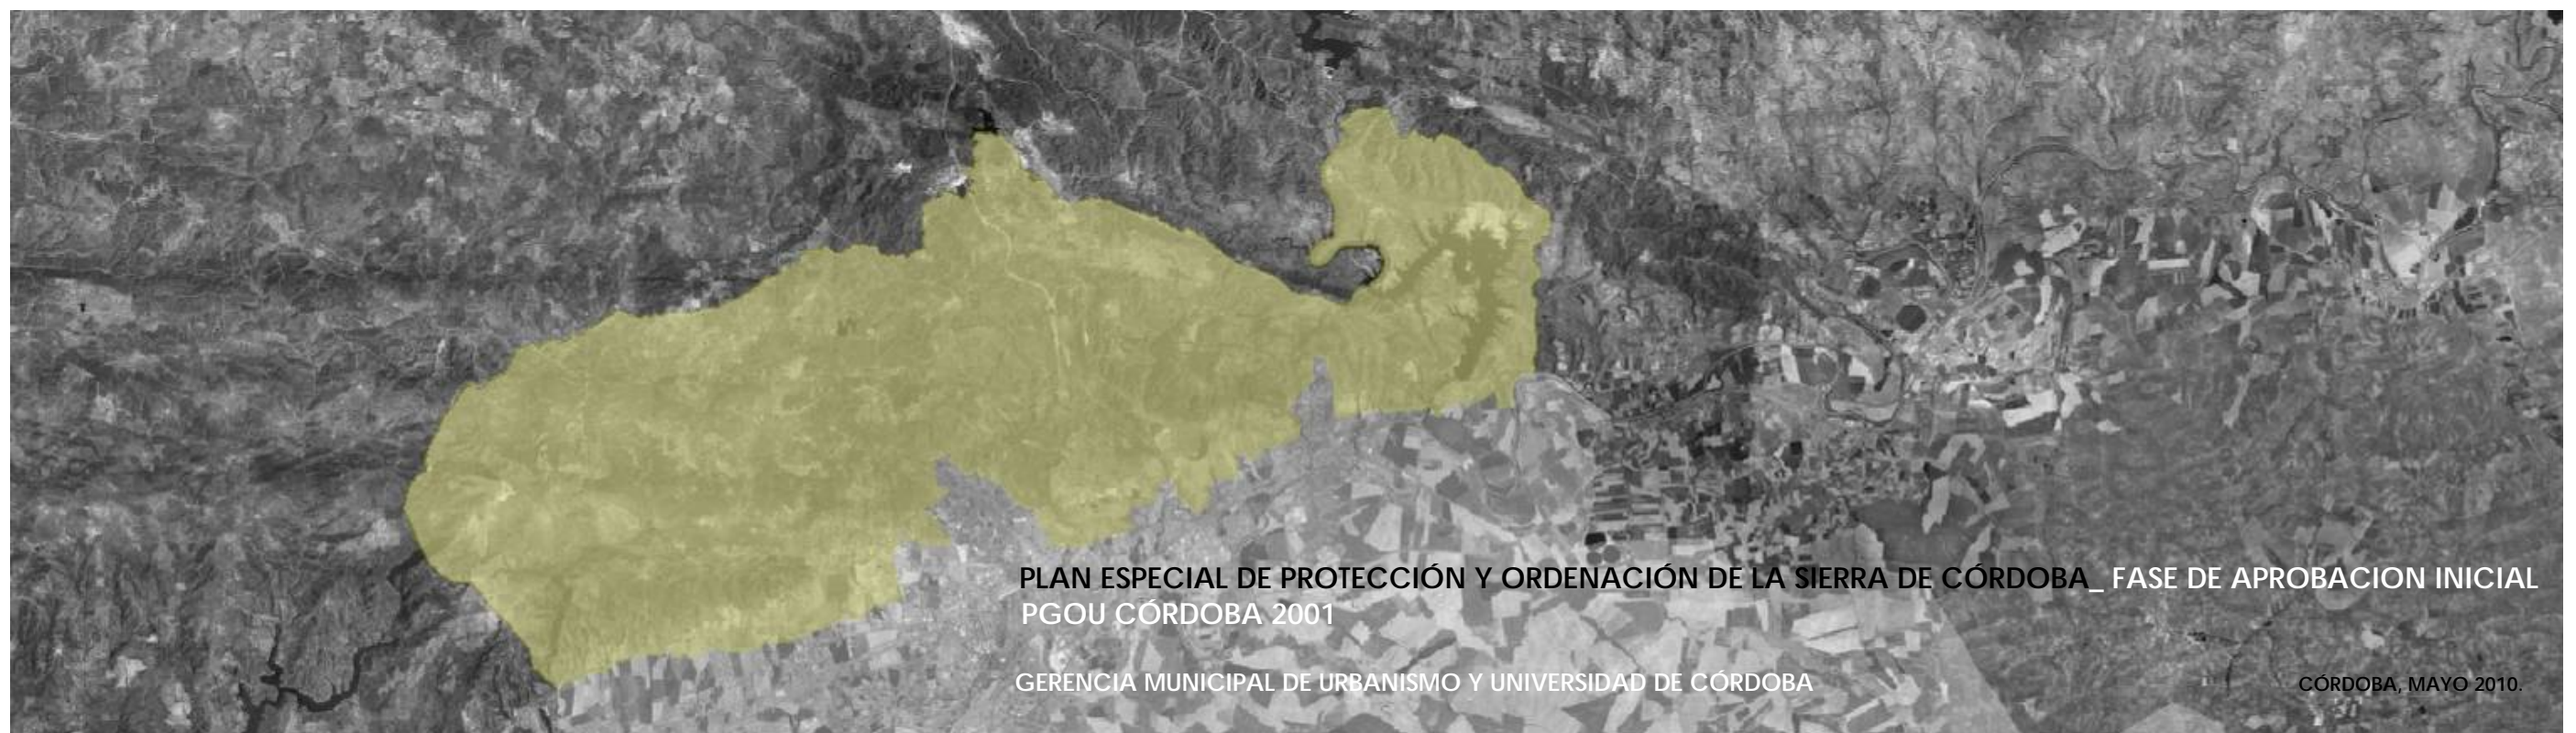 PLAN ESPECIAL DE PROTECCIÓN Y ORDENACIÓN DE LA SIERRA DE CÓRDOBA_ FASE DE APROBACION INICIAL
PGOU CÓRDOBA 2001
GERENCIA MUNICIPAL DE URBANISMO Y UNIVERSIDAD DE CÓRDOBA
CÓRDOBA, MAYO 2010.